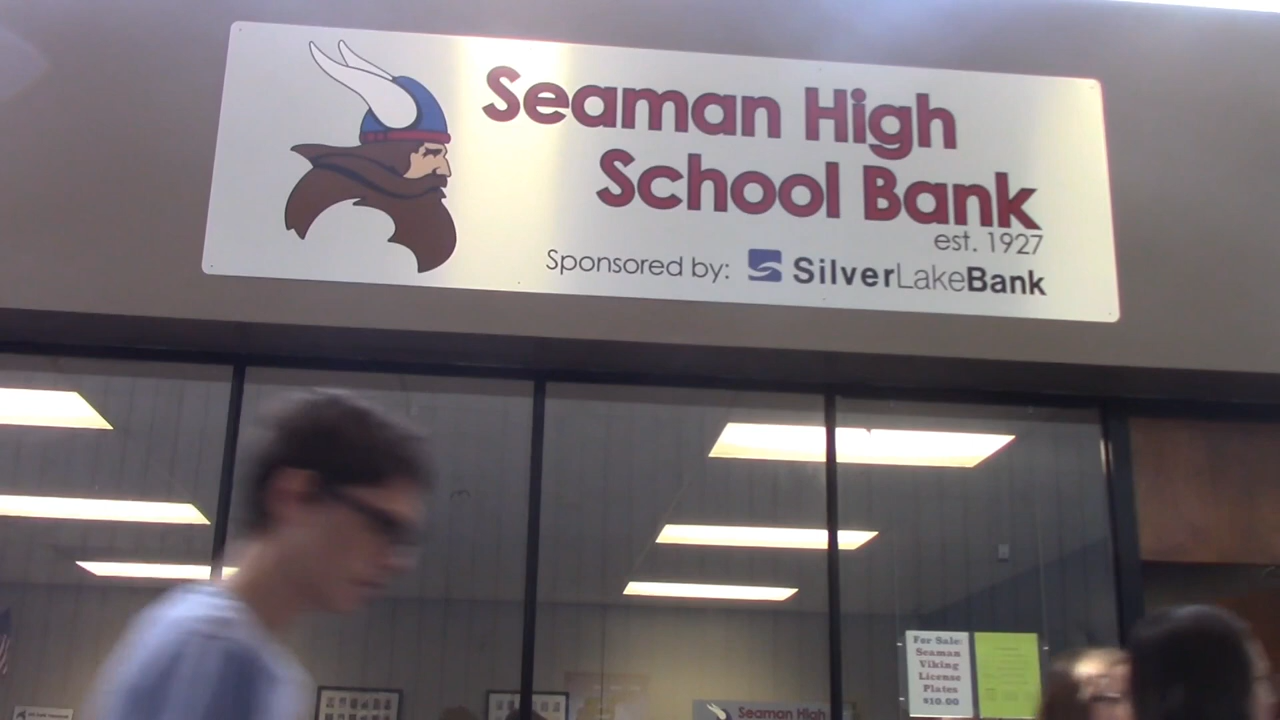 Seaman High
School Bank
est. 1927
Sponsored by: SilverLakeBank
For Sale:
Seaman
Viking
License
Plates
$10.00
Seaman High